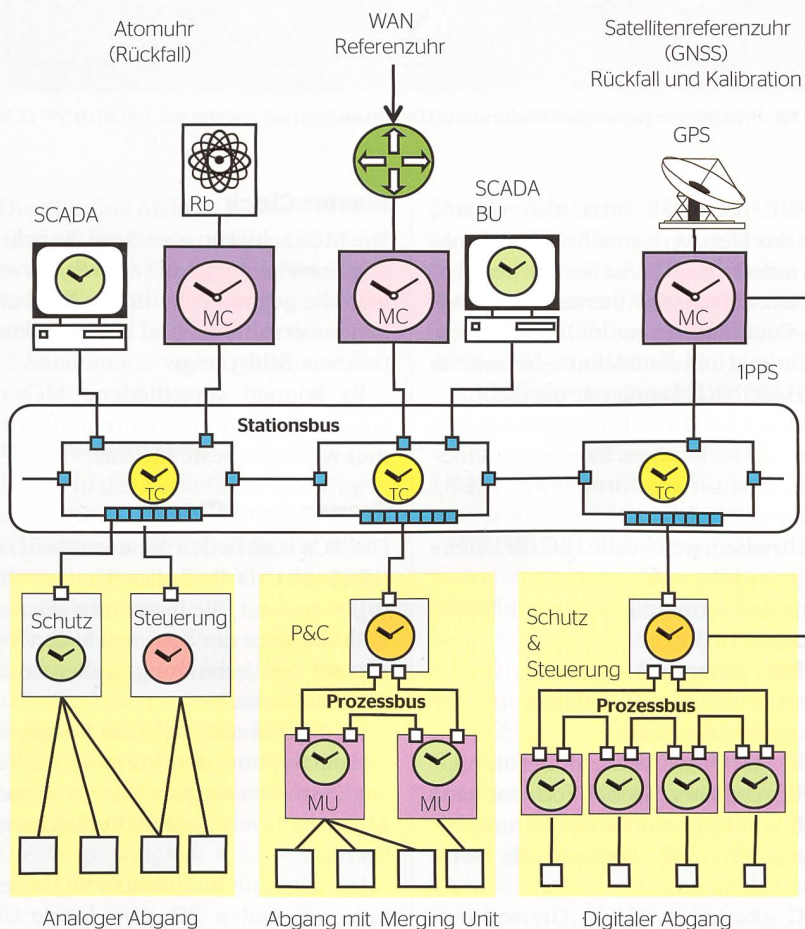 Atomuhr
(Rückfall)
WAN
Referenzuhr
Satellitenreferenzuhr
(GNSS)
Rückfall und Kalibration
GPS
SCADA
Rb
SCADA
BU
MC
MC
MC
1PPS
Stationsbus
TC
TC
TC
Schutz
Steuerung
P&C
Schutz
&
Steuerung
Prozessbus
Prozessbus
MU
MU
Analoger Abgang
Abgang mit Merging Unit
Digitaler Abgang